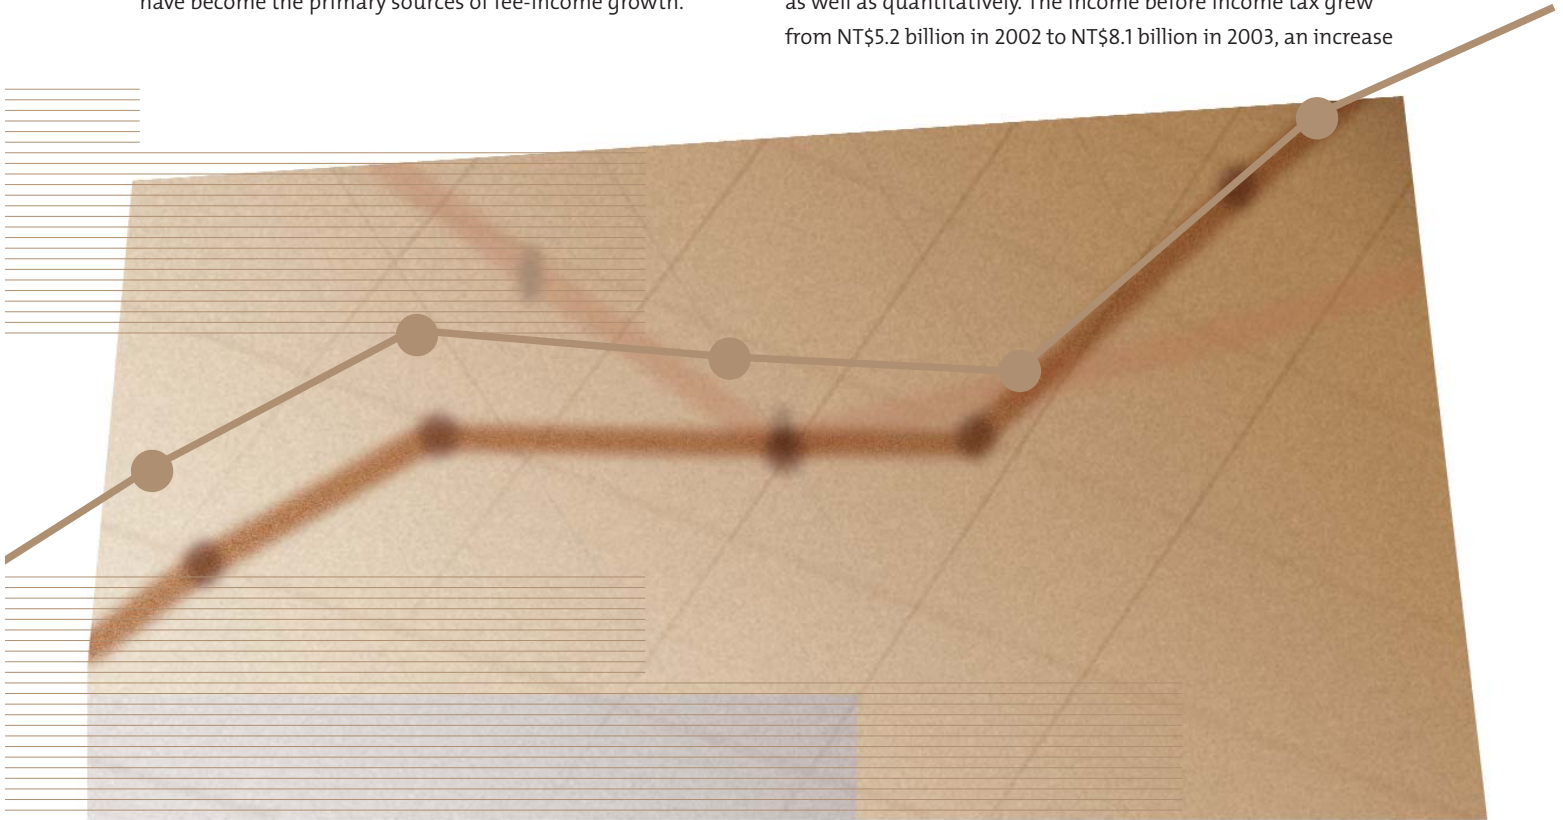 have become the primary sources of fee-income growth.
as well as quantitatively. The income before income tax grew
from NT$5.2 billion in 2002 to NT$8.1 billion in 2003, an increase